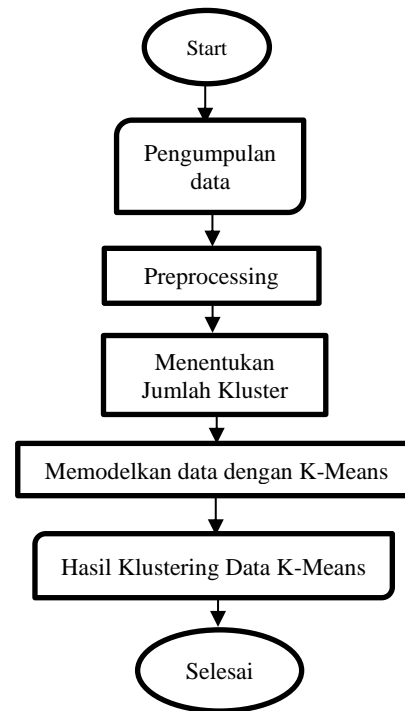 Start
Pengumpulan
data
Preprocessing
Menentukan
Jumlah Kluster
Memodelkan data dengan K-Means
Hasil Klustering Data K-Means
Selesai